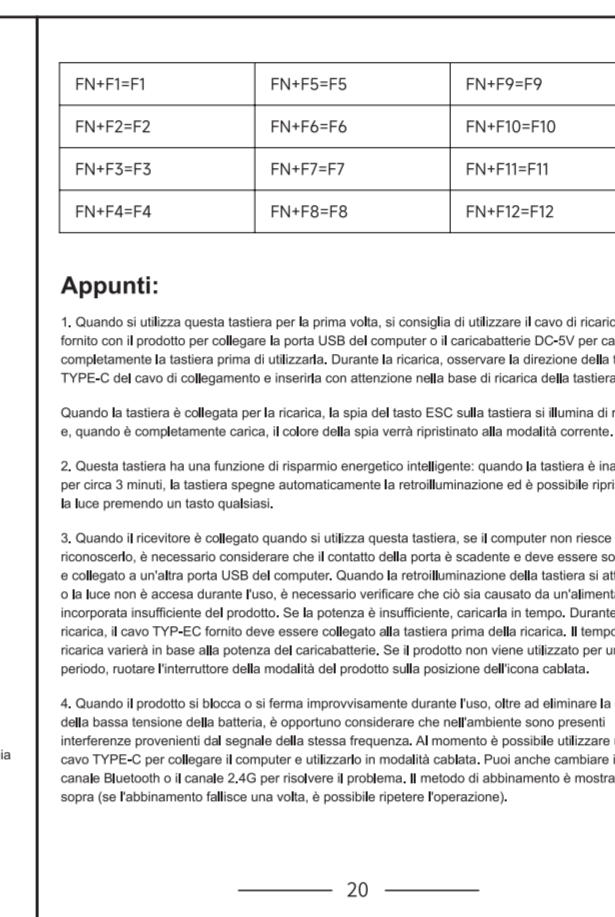 FN+F1=F1 FN+F5=F5 FN+F9=F9
FN+F2=F2 FN+F6=F6 FN+F10=F10
FN+F3=F3 FN+F7=F7 FN+F11=F11
FN+F4=F4 FN+F8=F8 FN+F12=F12
Appunti:
1. Quando si utilizza questa tastiera per la prima volta, si consiglia di utilizzare il cavo di
fornito con il prodotto per collegare la porta USB del computer o il caricabatterie DC-5V per
completamente la tastiera prima di utilizzarla. Durante la ricarica, osservare la direzione della
TYPE-C del cavo di collegamento e inserirla con attenzione nella base di ricarica della tastiera
Quando la tastiera è collegata per la ricarica, la spia del tasto ESC sulla tastiera si illumina di
e, quando è completamente carica, il colore della spia verrà ripristinato alla modalità corrente.
2. Questa tastiera ha una funzione di risparmio energetico intelligente: quando la tastiera è
per circa 3 minuti, la tastiera spegne automaticamente la retroilluminazione ed è possibile
la luce premendo un tasto qualsiasi.
3. Quando il ricevitore è collegato quando si utilizza questa tastiera, se il computer non riesce
riconoscerlo, è necessario considerare che il contatto della porta è scadente e deve essere
e collegato a un'altra porta USB del computer. Quando la retroilluminazione della tastiera si
o la luce non è accesa durante l'uso, è necessario verificare che ciò sia causato da
incorporata insufficiente del prodotto. Se la potenza è insufficiente, caricarla in tempo. Durante
ricarica, il cavo TYP-EC fornito deve essere collegato alla tastiera prima della ricarica. Il tempo
ricarica varierà in base alla potenza del caricabatterie. Se il prodotto non viene utilizzato per
periodo, ruotare l'interruttore della modalità del prodotto sulla posizione dell'icona cablata.
4. Quando il prodotto si blocca o si ferma improvvisamente durante l'uso, oltre ad eliminare la
della bassa tensione della batteria, è opportuno considerare che nell'ambiente sono presenti
interferenze provenienti dal segnale della stessa frequenza. Al momento è possibile utilizzare
cavo TYPE-C per collegare il computer e utilizzarlo in modalità cablata. Puoi anche cambiare
canale Bluetooth o il canale 2.4G per risolvere il problema. Il metodo di abbinamento è
sopra (se l'abbinamento fallisce una volta, è possibile ripetere l'operazione).
20